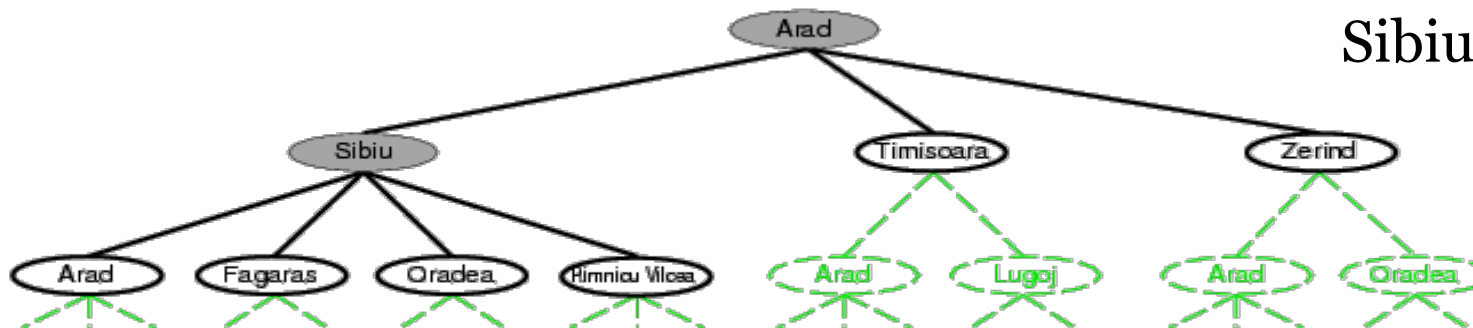 Arad
Sibiu
Sibiu
Timisoara
Zerind
Arad
Fagaras
Oradea
Rimnicu Vilcea
Arad
Lugoj
Arad
Oradea